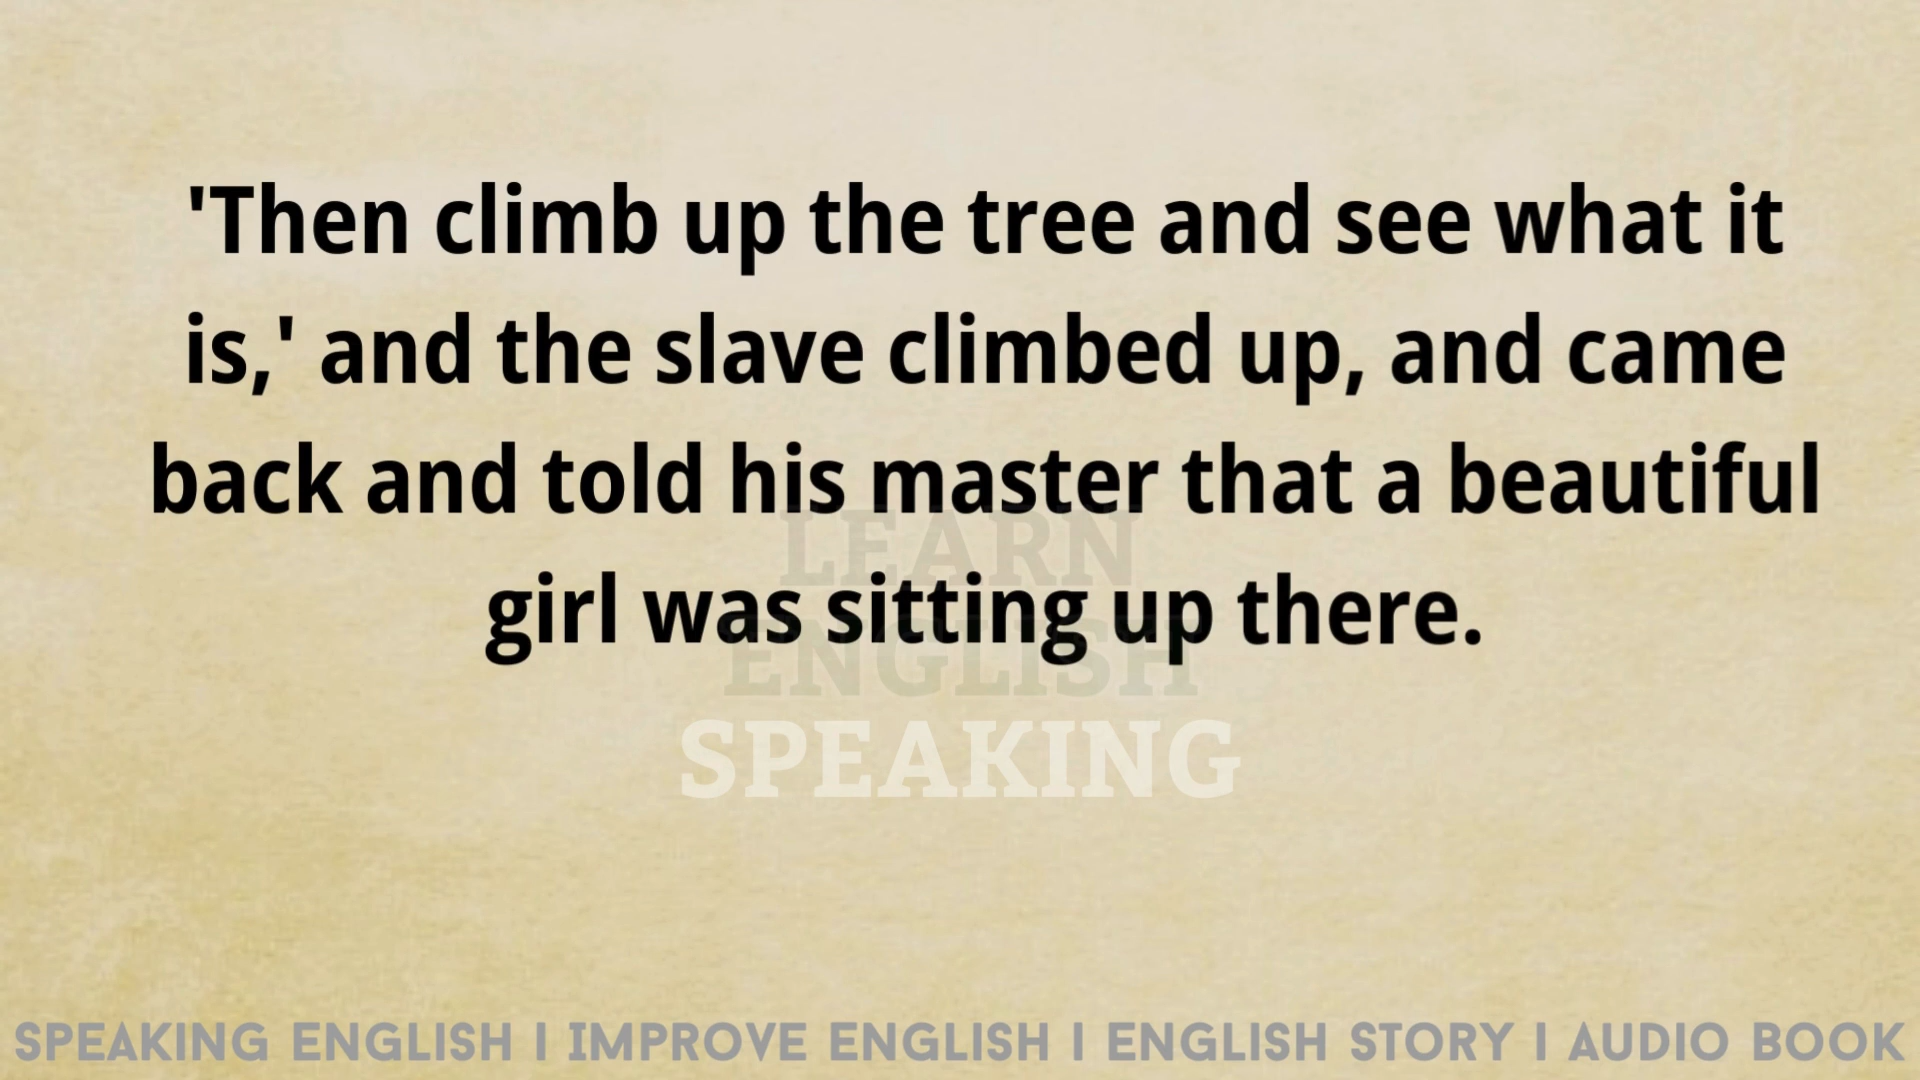 'Then climb up the tree and see what it
is,' and the slave climbed up, and came
back and told his master that a beautiful
girl was sitting up there.
LEARN
ENGLISH
SPEAKING
SPEAKING ENGLISH I IMPROVE ENGLISH I ENGLISH STORY I AUDIO BOOK